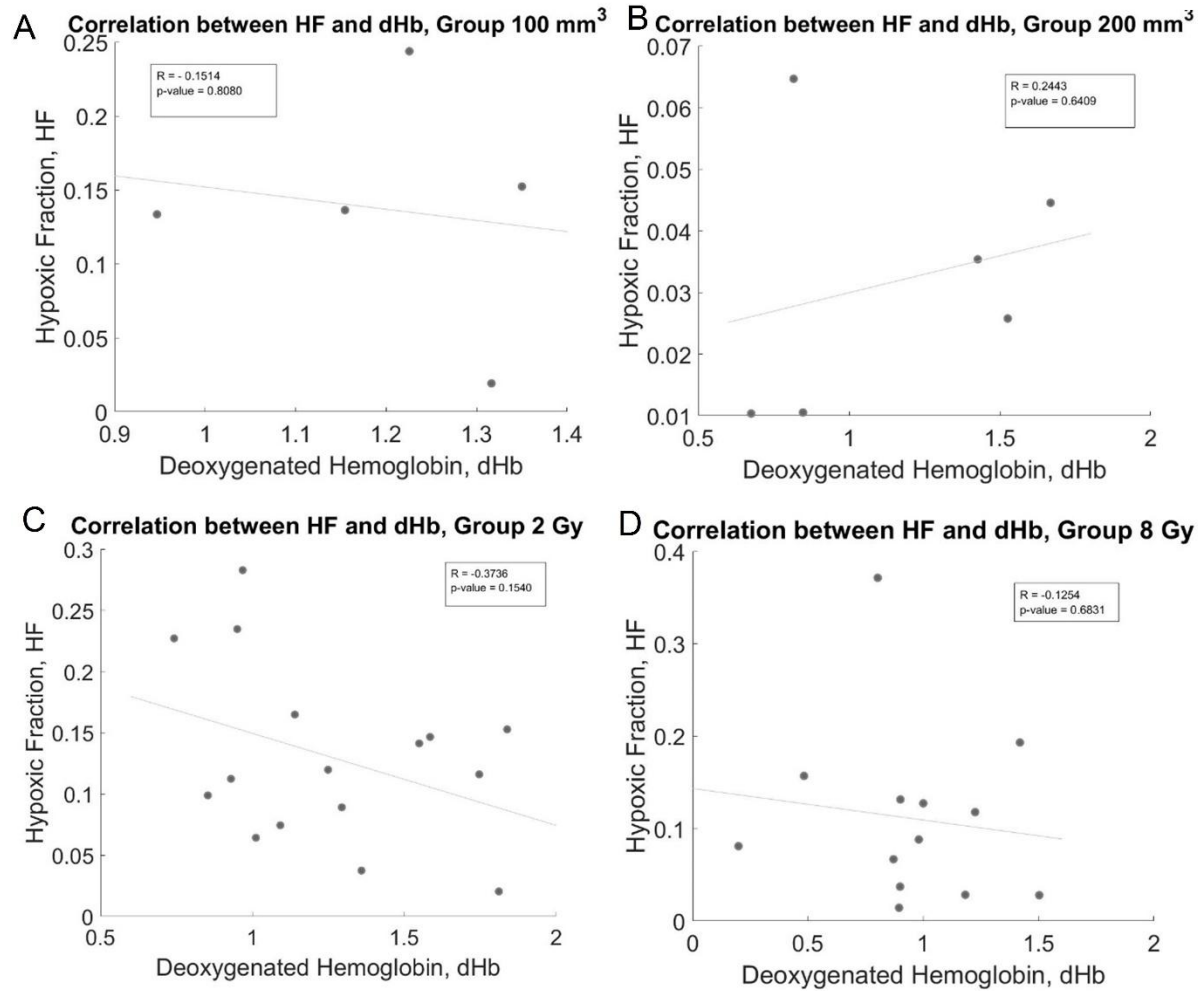 A
Correlation between HF and dHb, Group 100 mm³
0.25
0.2
0.15
0.1
0.05
0
R = - 0.1514
p-value = 0.8080
Hypoxic Fraction, HF
0.9 1 1.1 1.2 1.3 1.4
Deoxygenated Hemoglobin, dHb
B
Correlation between HF and dHb, Group 200 mm³
0.07
0.06
0.05
0.04
0.03
0.02
0.01
R = 0.2443
p-value = 0.6409
Hypoxic Fraction, HF
0.5 1 1.5 2
Deoxygenated Hemoglobin, dHb
C
Correlation between HF and dHb, Group 2 Gy
0.3
0.25
0.2
0.15
0.1
0.05
0
R = -0.3736
p-value = 0.1540
Hypoxic Fraction, HF
0.5 1 1.5 2
Deoxygenated Hemoglobin, dHb
D
Correlation between HF and dHb, Group 8 Gy
0.4
0.3
0.2
0.1
0
R = -0.1254
p-value = 0.6831
Hypoxic Fraction, HF
0 0.5 1 1.5 2
Deoxygenated Hemoglobin, dHb